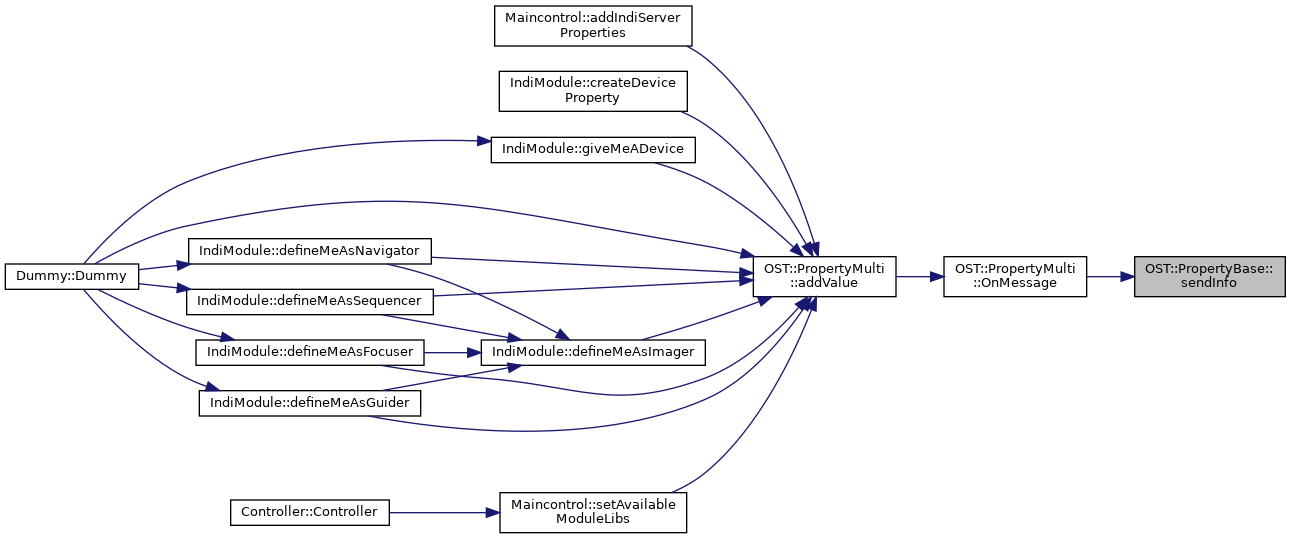 Maincontrol::addIndiServer
Properties
IndiModule::createDevice
Property
IndiModule::giveMeADevice
IndiModule::defineMeAsNavigator
OST::PropertyMulti
::addValue
OST::PropertyMulti
::OnMessage
OST::PropertyBase::
sendInfo
Dummy::Dummy
IndiModule::defineMeAsSequencer
IndiModule::defineMeAsFocuser
IndiModule::defineMeAsImager
IndiModule::defineMeAsGuider
Controller::Controller
Maincontrol::setAvailable
ModuleLibs